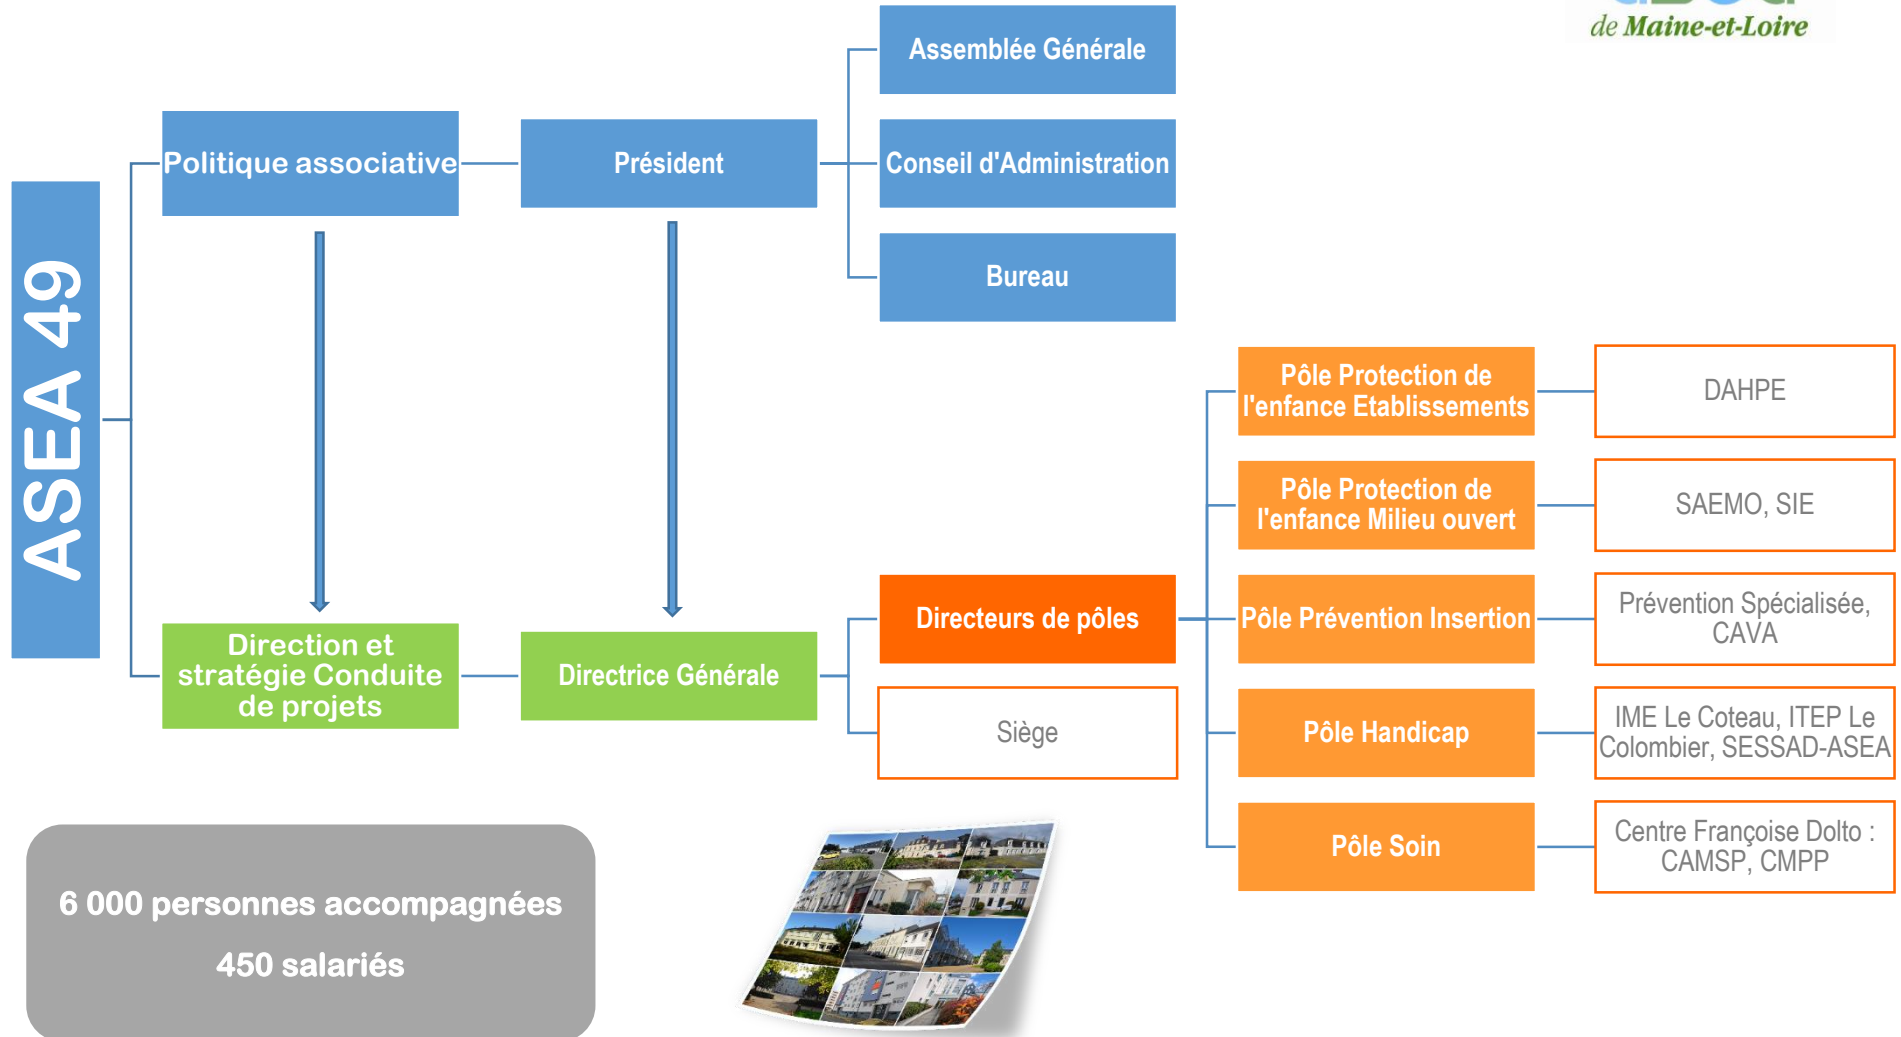 de Maine-et-Loire
ASEA 49
Politique associative
Président
Assemblée Générale
Conseil d'Administration
Bureau
Direction et
stratégie Conduite
de projets
Directrice Générale
Directeurs de pôles
Siège
Pôle Protection de
l'enfance Etablissements
DAHPE
Pôle Protection de
l'enfance Milieu ouvert
SAEMO, SIE
Pôle Prévention Insertion
Prévention Spécialisée,
CAVA
Pôle Handicap
IME Le Coteau, ITEP Le
Colombier, SESSAD-ASEA
Pôle Soin
Centre Françoise Dolto :
CAMSP, CMPP
6 000 personnes accompagnées
450 salariés